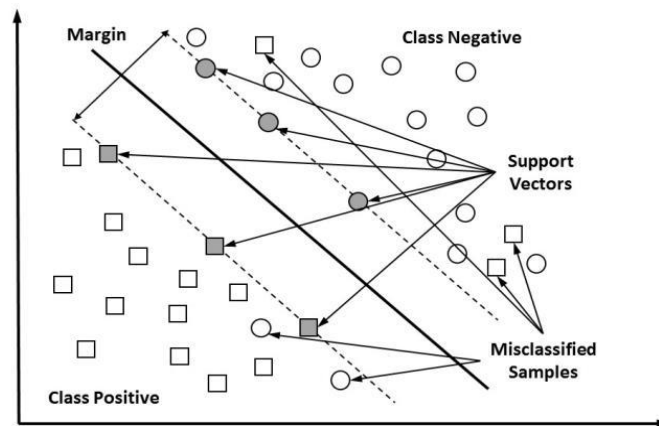 Margin
Class Negative
Support
Vectors
Misclassified
Samples
Class Positive